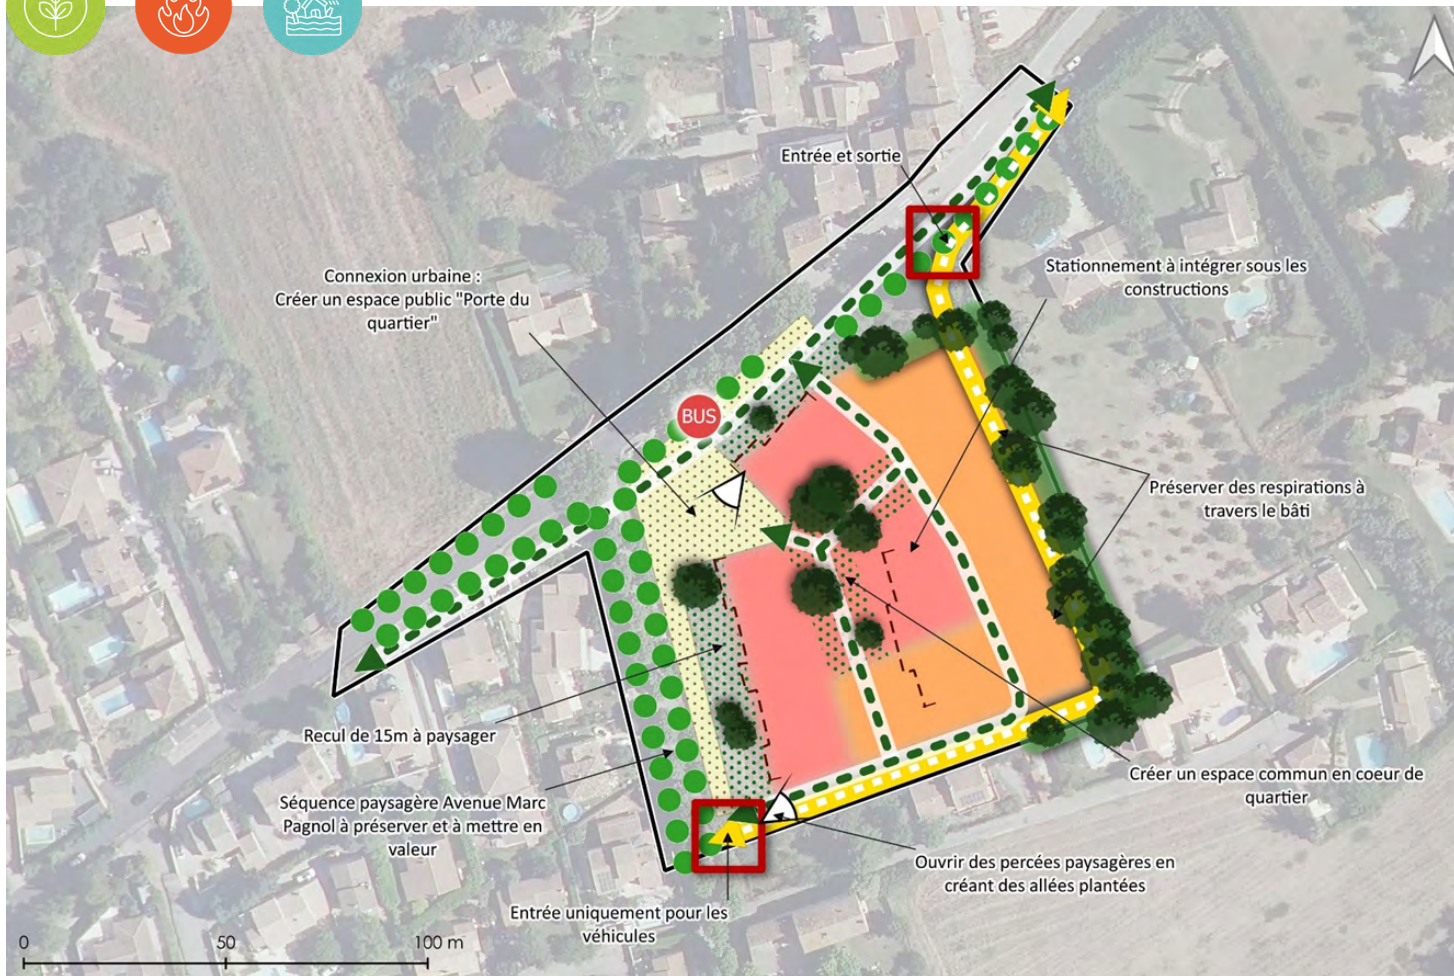 Entrée et sortie
Connexion urbaine :
Créer un espace public "Porte du
quartier"
Stationnement à intégrer sous les
constructions
BUS
Préserver des respirations à
travers le bâti
Recul de 15m à paysager
Séquence paysagère Avenue Marc
Pagnol à préserver et à mettre en
valeur
Créer un espace commun en coeur de
quartier
Ouvrir des percées paysagères en
créant des allées plantées
Entrée uniquement pour les
véhicules
0 50 100 m